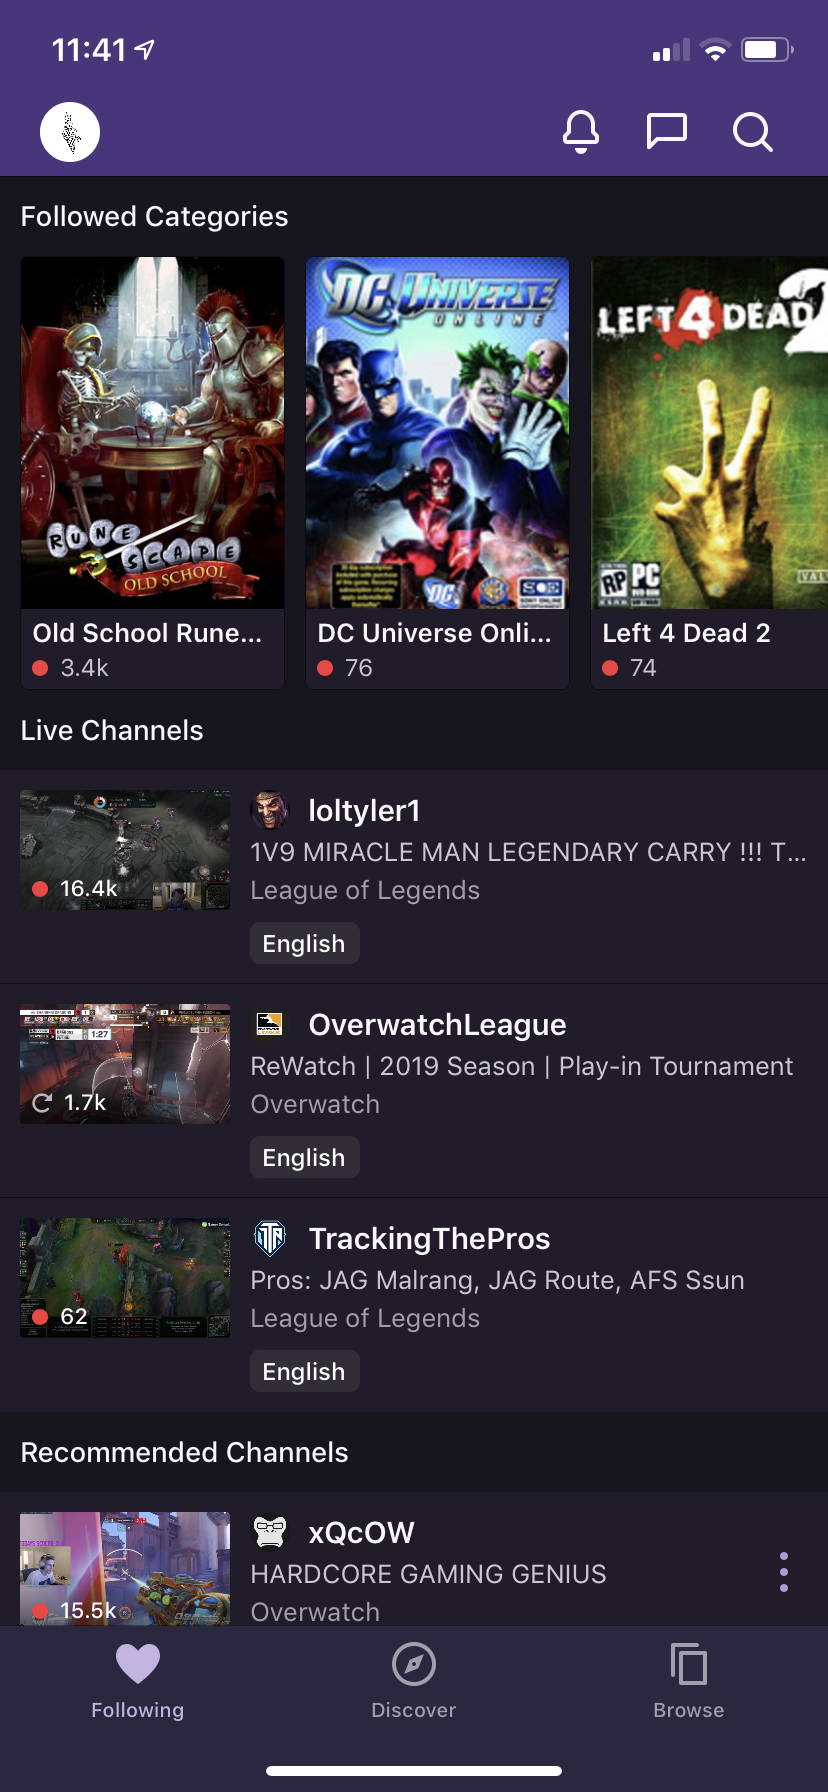 11:41
Followed Categories
DC UNIVERSE
ONLINE
LEFT 4 DEAD 2
RUNE
SCAPE
OLD SCHOOL
RP PC
Old School Rune...
DC Universe Onli...
Left 4 Dead 2
3.4k
76
74
Live Channels
loltyler1
1V9 MIRACLE MAN LEGENDARY CARRY !!! T...
16.4k
League of Legends
English
OverwatchLeague
1:27
ReWatch | 2019 Season | Play-in Tournament
1.7k
Overwatch
English
TrackingThePros
Pros: JAG Malrang, JAG Route, AFS Ssun
62
League of Legends
English
Recommended Channels
xQcOW
HARDCORE GAMING GENIUS
15.5k
Overwatch
Following
Discover
Browse